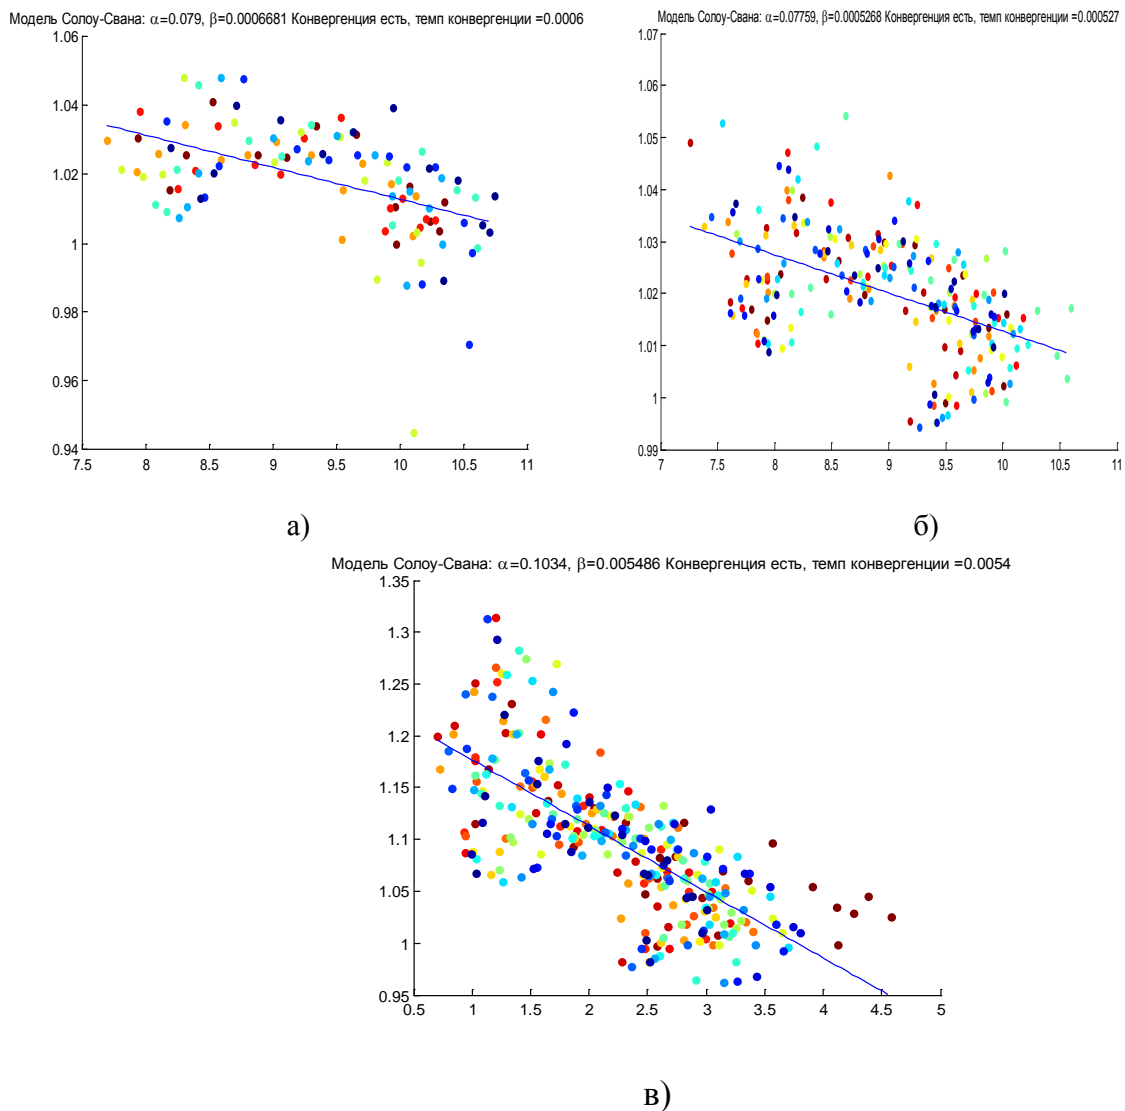 Модель Солоу-Свана: α=0.079, β=0.0006681 Конвергенция есть, темп конвергенции =0.0006
1.06
1.04
1.02
1
0.98
0.96
0.94
7.5 8 8.5 9 9.5 10 10.5 11
а)
Модель Солоу-Свана: α=0.07759, β=0.0005268 Конвергенция есть, темп конвергенции =0.000527
1.07
1.06
1.05
1.04
1.03
1.02
1.01
1
0.99
7 7.5 8 8.5 9 9.5 10 10.5 11
б)
Модель Солоу-Свана: α=0.1034, β=0.005486 Конвергенция есть, темп конвергенции =0.0054
1.35
1.3
1.25
1.2
1.15
1.1
1.05
1
0.95
0.5 1 1.5 2 2.5 3 3.5 4 4.5 5
в)